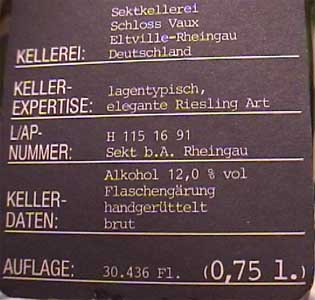 Sektkellerei
Schloss Vaux
Eltville-Rheingau
KELLEREI: Deutschland
KELLER- lagentypisch,
EXPERTISE: elegante Riesling Art
L/AP- H 115 16 91
NUMMER: Sekt b.A. Rheingau
Alkohol 12,0 % vol
KELLER- Flaschengärung
DATEN: handgerüttelt
brut
AUFLAGE: 30.436 Fl. (0,75 l.)